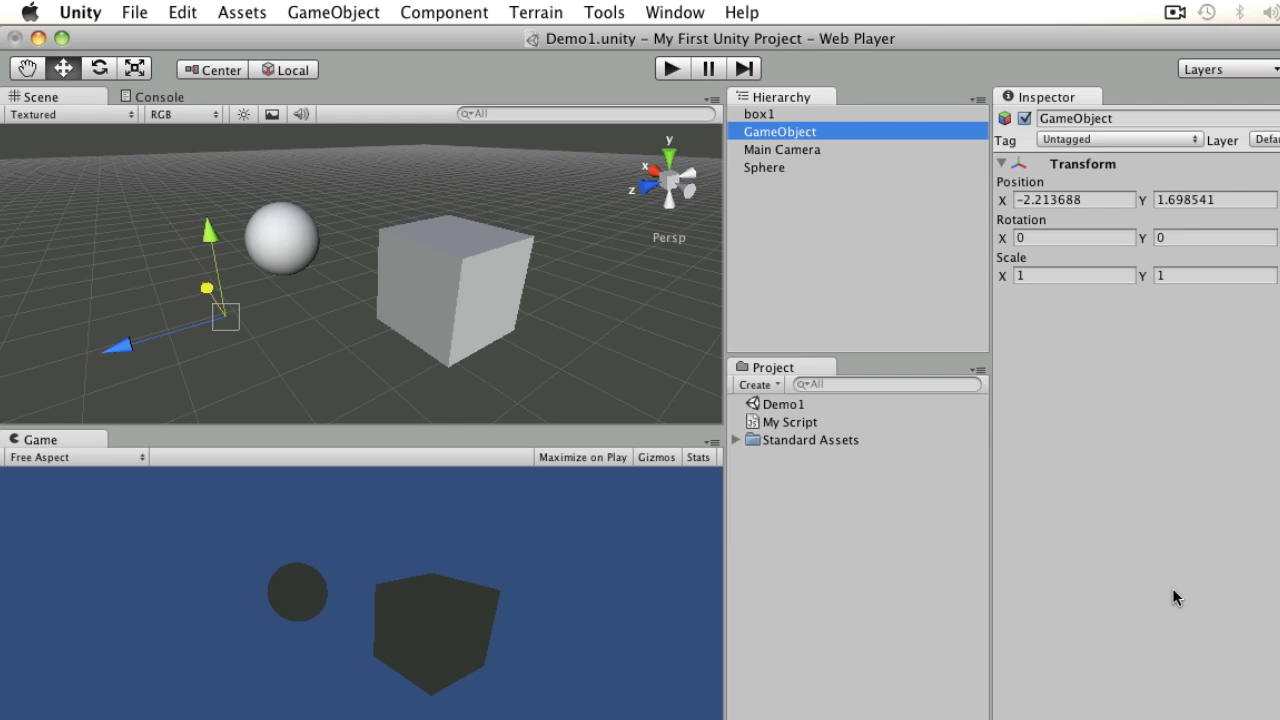 Unity File Edit Assets GameObject Component Terrain Tools Window Help
Demo1.unity – My First Unity Project – Web Player
Center Local Layers
Scene Console
Textured RGB All
y
x
z
Persp
Game
Free Aspect Maximize on Play Gizmos Stats
Hierarchy
box1
GameObject
Main Camera
Sphere
Project
Create All
Demo1
My Script
Standard Assets
Inspector
GameObject
Tag Untagged Layer Defau
Transform
Position
X -2.213688 Y 1.698541
Rotation
X 0 Y 0
Scale
X 1 Y 1